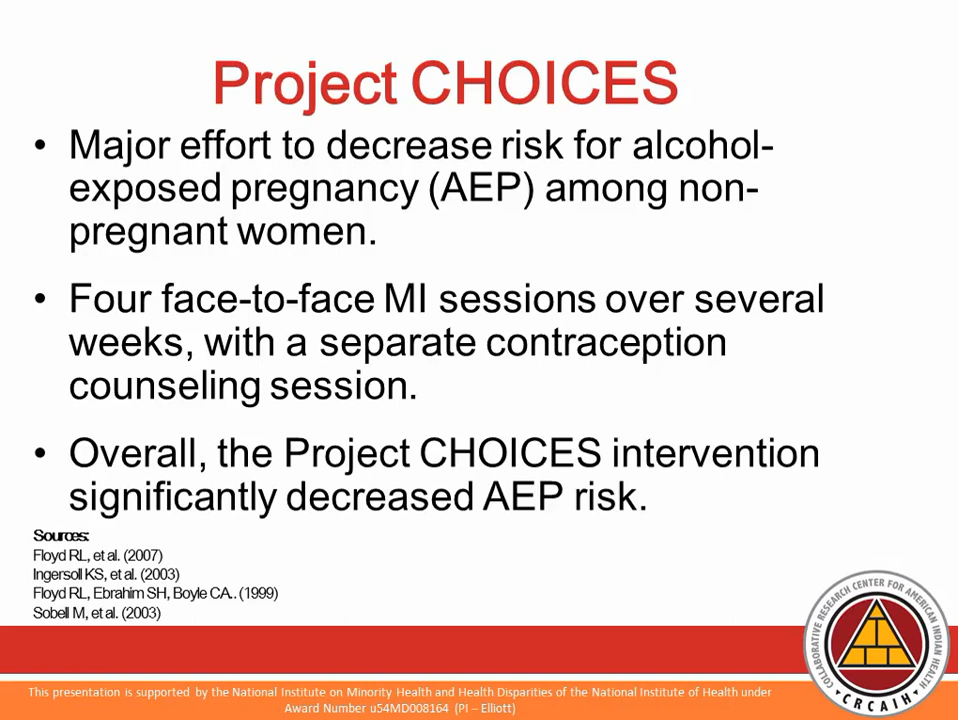 Project CHOICES
• Major effort to decrease risk for alcohol-
exposed pregnancy (AEP) among non-
pregnant women.
• Four face-to-face MI sessions over several
weeks, with a separate contraception
counseling session.
• Overall, the Project CHOICES intervention
significantly decreased AEP risk.
Sources:
Floyd RL, et al. (2007)
Ingersoll KS, et al. (2003)
Floyd RL, Ebrahim SH, Boyle CA.. (1999)
Sobell M, et al. (2003)
COLLABORATIVE RESEARCH CENTER FOR AMERICAN INDIAN HEALTH
CRCAIH
This presentation is supported by the National Institute on Minority Health and Health Disparities of the National Institute of Health under
Award Number u54MD008164 (PI – Elliott)